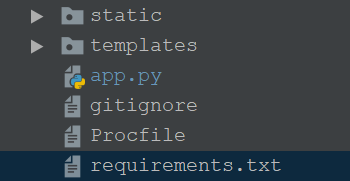 static
templates
app.py
gitignore
Procfile
requirements.txt